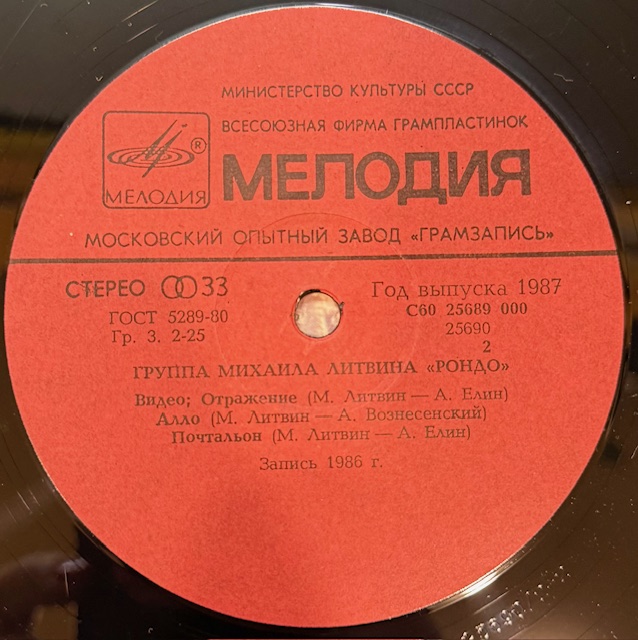 МИНИСТЕРСТВО КУЛЬТУРЫ СССР
ВСЕСОЮЗНАЯ ФИРМА ГРАМПЛАСТИНОК
®
МЕЛОДИЯ
МЕЛОДИЯ
МОСКОВСКИЙ ОПЫТНЫЙ ЗАВОД «ГРАМЗАПИСЬ»
СТЕРЕО 33
Год выпуска 1987
ГОСТ 5289-80
С60 25689 000
Гр. 3. 2-25
25690
2
ГРУППА МИХАИЛА ЛИТВИНА «РОНДО»
Видео; Отражение (М. Литвин — А. Елин)
Алло (М. Литвин — А. Вознесенский)
Почтальон (М. Литвин — А. Елин)
Запись 1986 г.